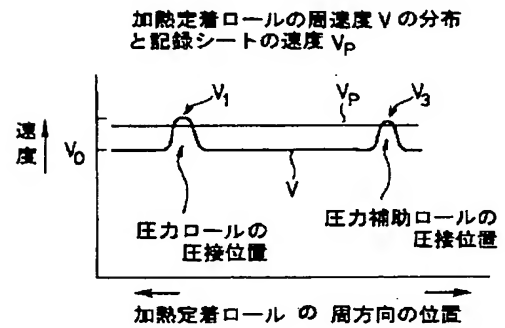 加熱定着ロールの周速度Vの分布
と記録シートの速度VP
V1
VP
V3
速度
V0
V
圧力ロールの
圧接位置
圧力補助ロールの
圧接位置
加熱定着ロールの周方向の位置